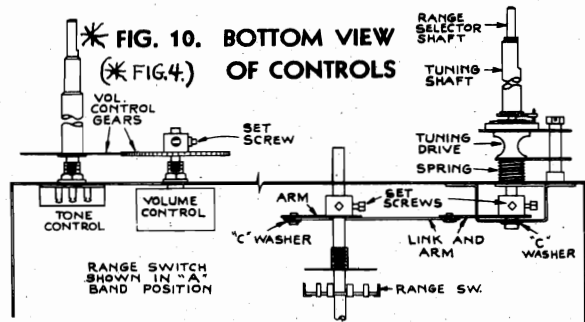 * FIG. 10. BOTTOM VIEW
(* FIG.4.) OF CONTROLS
RANGE
SELECTOR
SHAFT
TUNING
SHAFT
VOL.
CONTROL
GEARS
SET
SCREW
TUNING
DRIVE
SPRING
TONE
CONTROL
VOLUME
CONTROL
ARM
SET
SCREWS
"C" WASHER
LINK AND
ARM
"C"
WASHER
RANGE SWITCH
SHOWN IN "A"
BAND POSITION
RANGE SW.